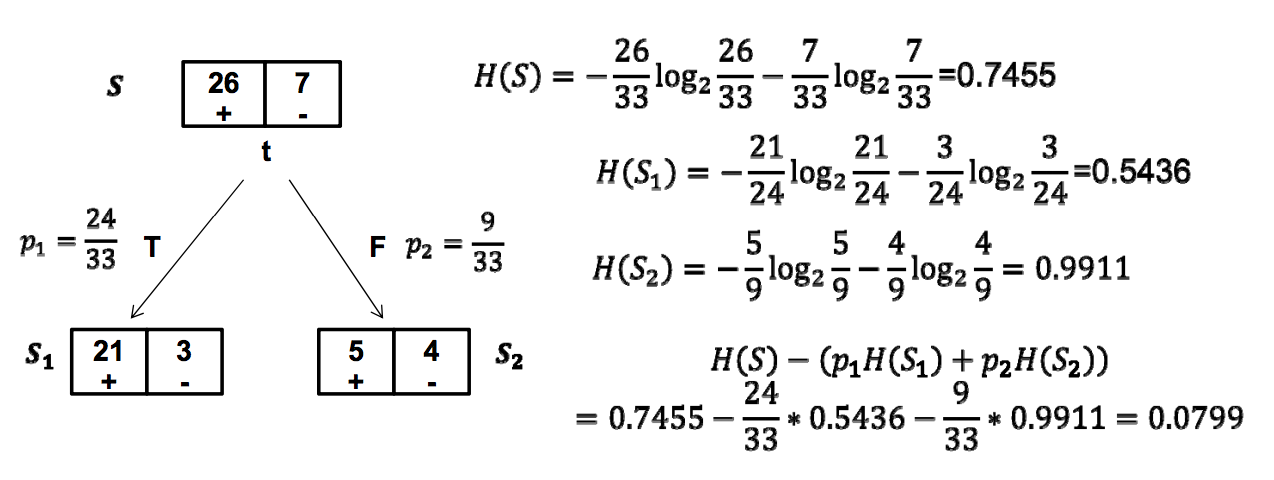 S
26 7
+ -
t
p₁ = 24/33 T
F p₂ = 9/33
S₁ 21 3
+ -
5 4 S₂
+ -
H(S) = −26/33 log₂ 26/33 − 7/33 log₂ 7/33 =0.7455
H(S₁) = −21/24 log₂ 21/24 − 3/24 log₂ 3/24 =0.5436
H(S₂) = −5/9 log₂ 5/9 − 4/9 log₂ 4/9 = 0.9911
H(S) − (p₁H(S₁) + p₂H(S₂))
= 0.7455 − 24/33 ∗ 0.5436 − 9/33 ∗ 0.9911 = 0.0799